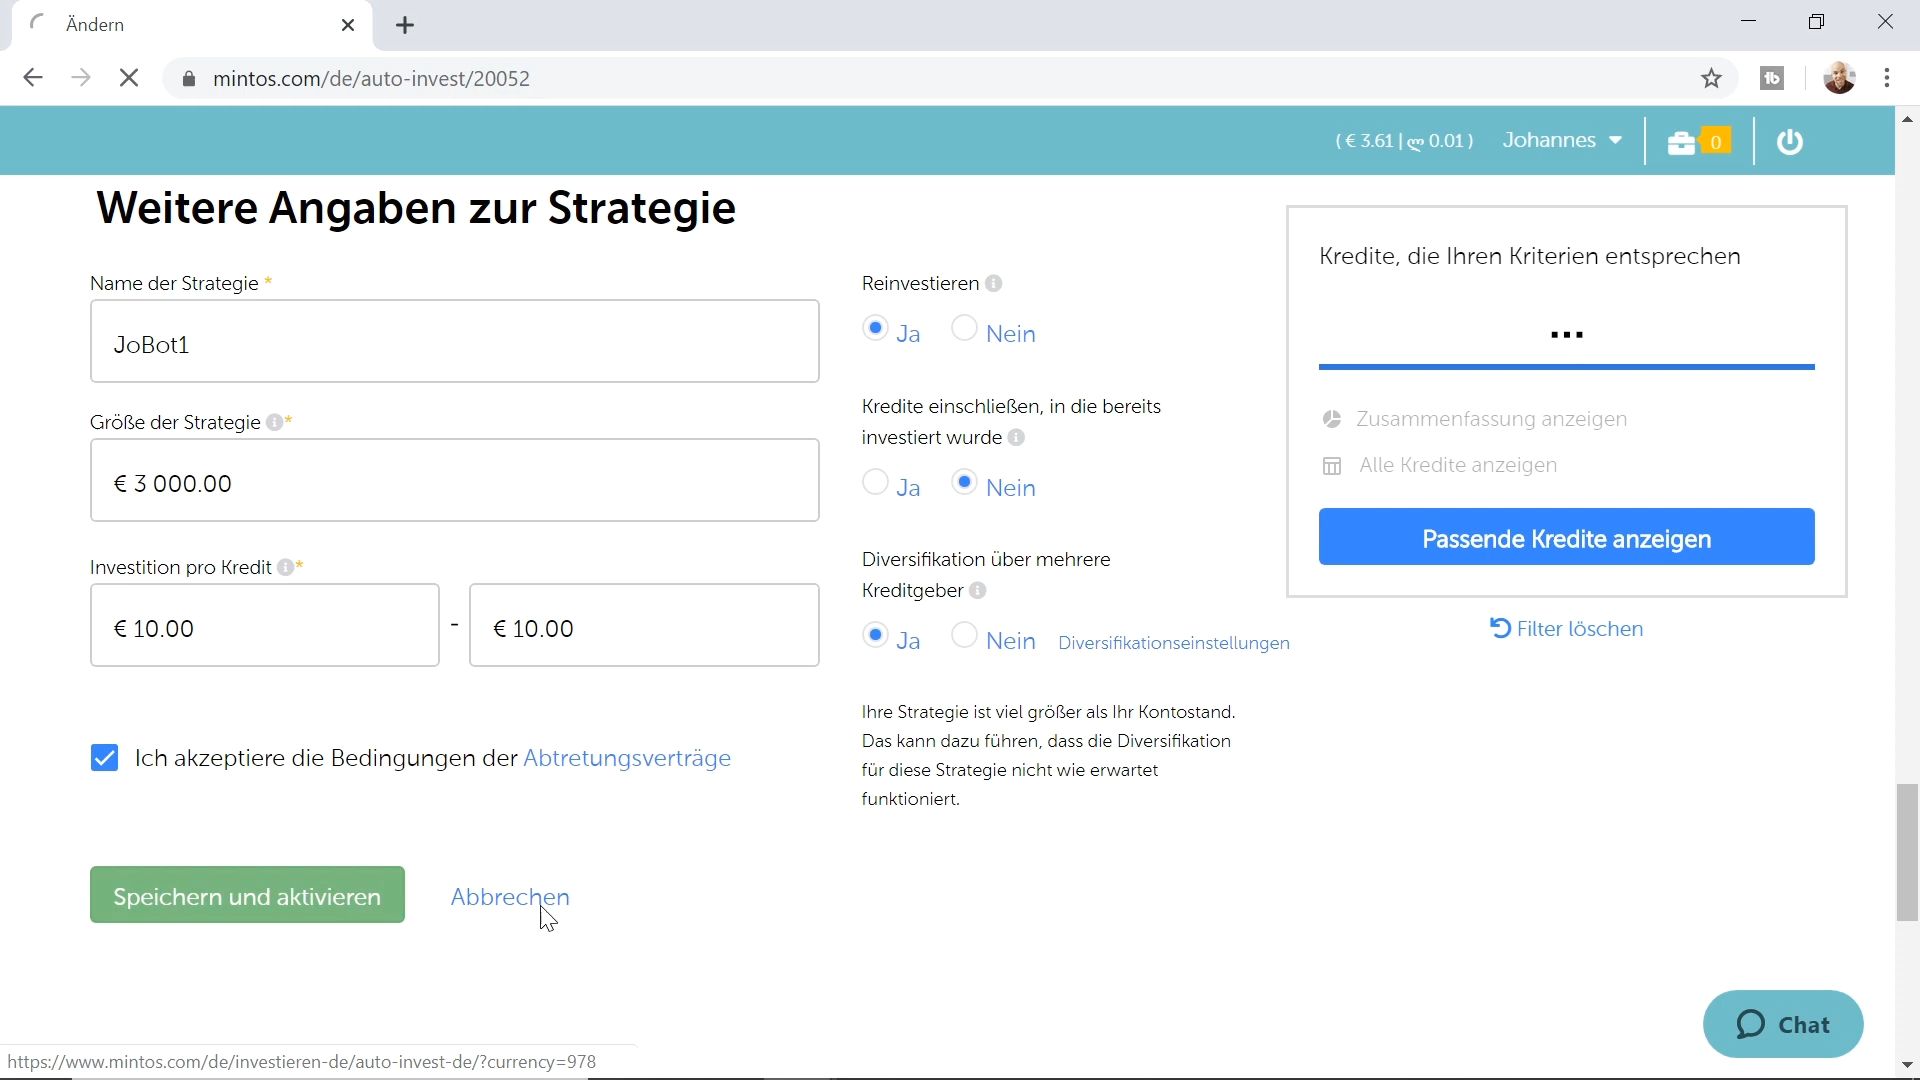 Ändern
mintos.com/de/auto-invest/20052
(€ 3.61 | ლ 0.01) Johannes 0
Weitere Angaben zur Strategie
Name der Strategie *
JoBot1
Größe der Strategie *
€ 3 000.00
Investition pro Kredit *
€ 10.00 - € 10.00
Ich akzeptiere die Bedingungen der Abtretungsverträge
Speichern und aktivieren Abbrechen
Reinvestieren
Ja Nein
Kredite einschließen, in die bereits
investiert wurde
Ja Nein
Diversifikation über mehrere
Kreditgeber
Ja Nein Diversifikationseinstellungen
Ihre Strategie ist viel größer als Ihr Kontostand.
Das kann dazu führen, dass die Diversifikation
für diese Strategie nicht wie erwartet
funktioniert.
Kredite, die Ihren Kriterien entsprechen
...
Zusammenfassung anzeigen
Alle Kredite anzeigen
Passende Kredite anzeigen
Filter löschen
Chat
https://www.mintos.com/de/investieren-de/auto-invest-de/?currency=978